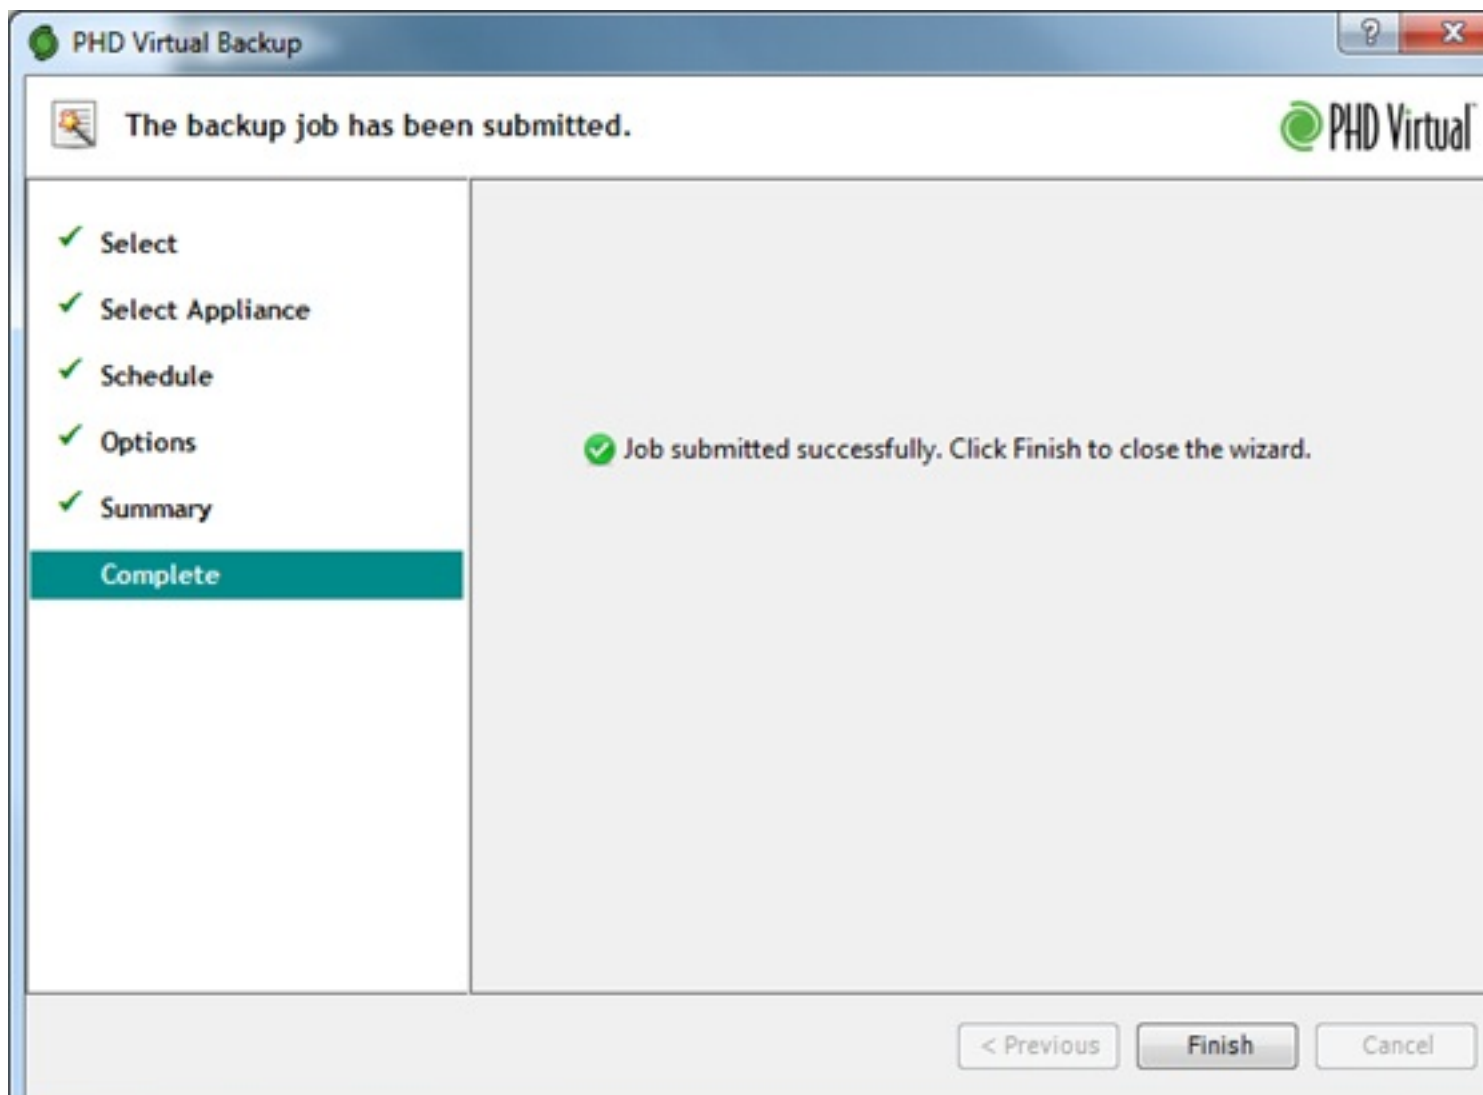 PHD Virtual Backup
?
The backup job has been submitted.
PHD Virtual
Select
Select Appliance
Schedule
Options
Summary
Complete
Job submitted successfully. Click Finish to close the wizard.
< Previous
Finish
Cancel